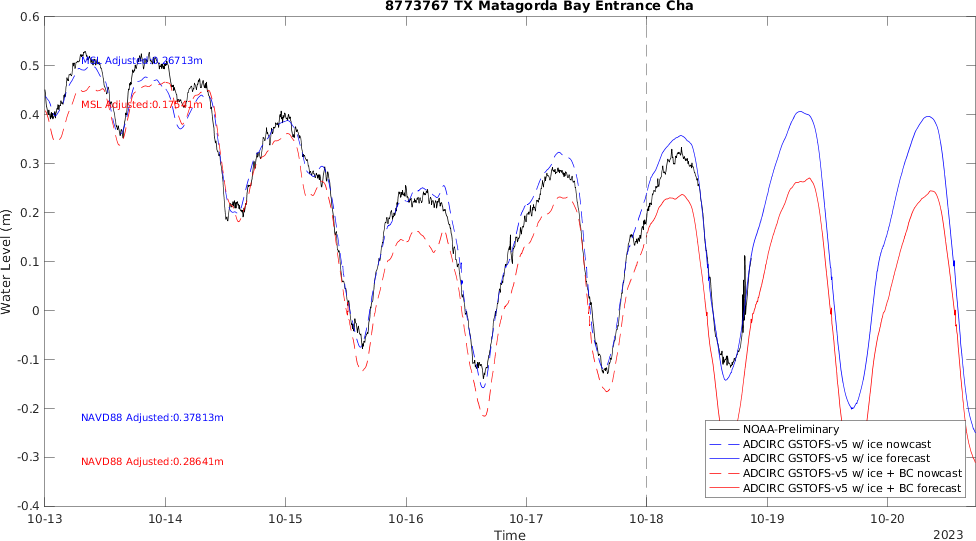 8773767 TX Matagorda Bay Entrance Cha
0.6
0.5
0.4
0.3
0.2
0.1
0
-0.1
-0.2
-0.3
-0.4
Water Level (m)
MSL Adjusted:0.26713m
MSL Adjusted:0.17541m
NAVD88 Adjusted:0.37813m
NAVD88 Adjusted:0.28641m
NOAA-Preliminary
ADCIRC GSTOFS-v5 w/ ice nowcast
ADCIRC GSTOFS-v5 w/ ice forecast
ADCIRC GSTOFS-v5 w/ ice + BC nowcast
ADCIRC GSTOFS-v5 w/ ice + BC forecast
10-13 10-14 10-15 10-16 10-17 10-18 10-19 10-20
Time
2023